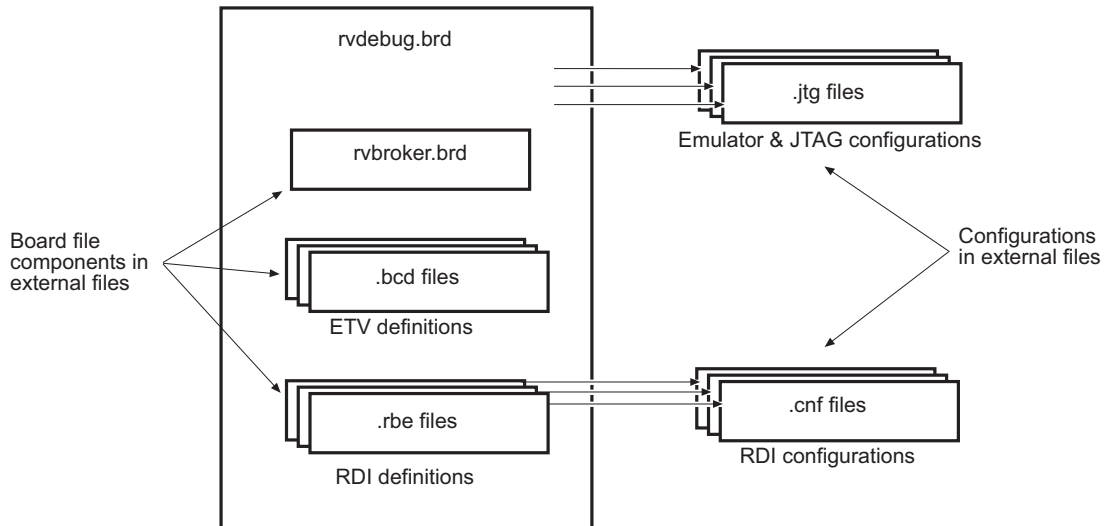 rvdebug.brd
.jtg files
Emulator & JTAG configurations
rvbroker.brd
Board file
components in
external files
Configurations
in external files
.bcd files
ETV definitions
.rbe files
RDI definitions
.cnf files
RDI configurations